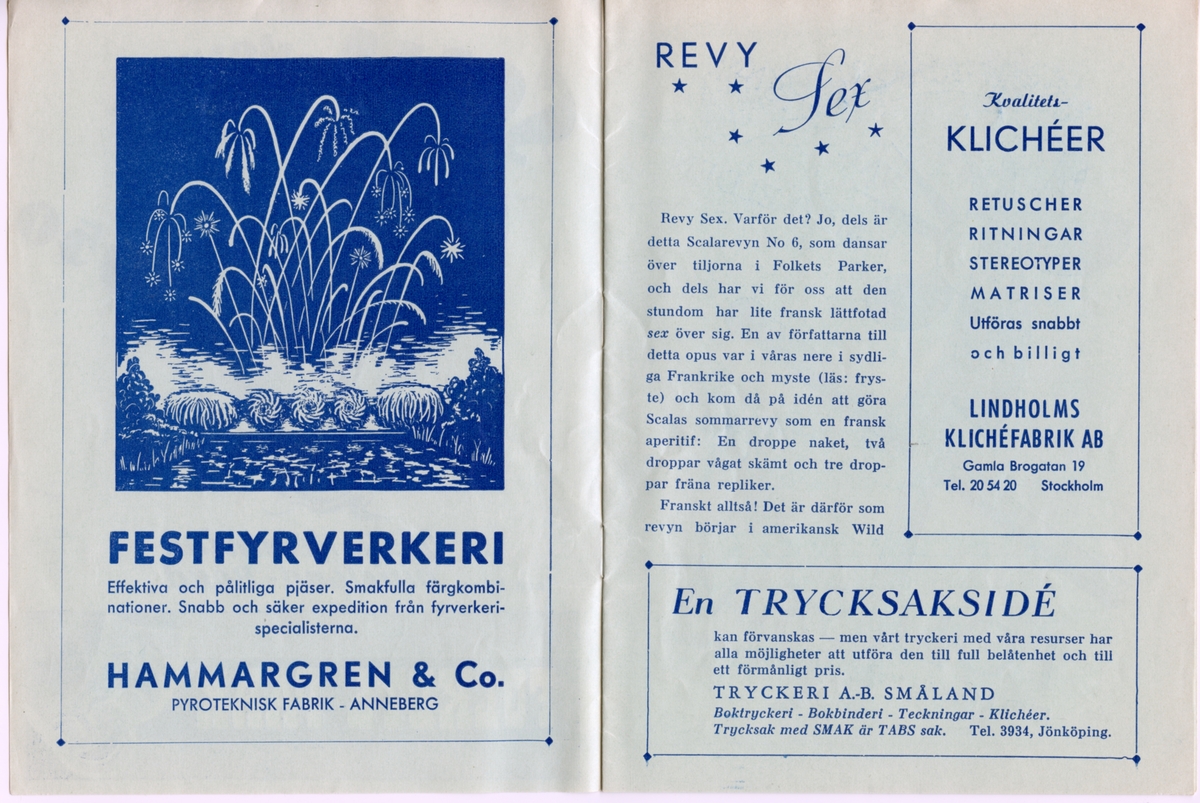 FESTFYRVERKERI
Effektiva och pålitliga pjäser. Smakfulla färgkombi-
nationer. Snabb och säker expedition från fyrverkeri-
specialisterna.
HAMMARGREN & Co.
PYROTEKNISK FABRIK - ANNEBERG
REVY
Sex
Revy Sex. Varför det? Jo, dels är
detta Scalarevyn No 6, som dansar
över tiljorna i Folkets Parker,
och dels har vi för oss att den
stundom har lite fransk lättfotad
sex över sig. En av författarna till
detta opus var i våras nere i sydli-
ga Frankrike och myste (läs: frys-
te) och kom då på idén att göra
Scalas sommarrevy som en fransk
aperitif: En droppe naket, två
droppar vågat skämt och tre drop-
par fräna repliker.
Franskt alltså! Det är därför som
revyn börjar i amerikansk Wild
Kvalitets-
KLICHÉER
RETUSCHER
RITNINGAR
STEREOTYPER
MATRISER
Utföras snabbt
och billigt
LINDHOLMS
KLICHÉFABRIK AB
Gamla Brogatan 19
Tel. 20 54 20 Stockholm
En TRYCKSAKSIDÉ
kan förvanskas — men vårt tryckeri med våra resurser har
alla möjligheter att utföra den till full belåtenhet och till
ett förmånligt pris.
TRYCKERI A.-B. SMÅLAND
Boktryckeri - Bokbinderi - Teckningar - Klichéer.
Trycksak med SMAK är TABS sak. Tel. 3934, Jönköping.